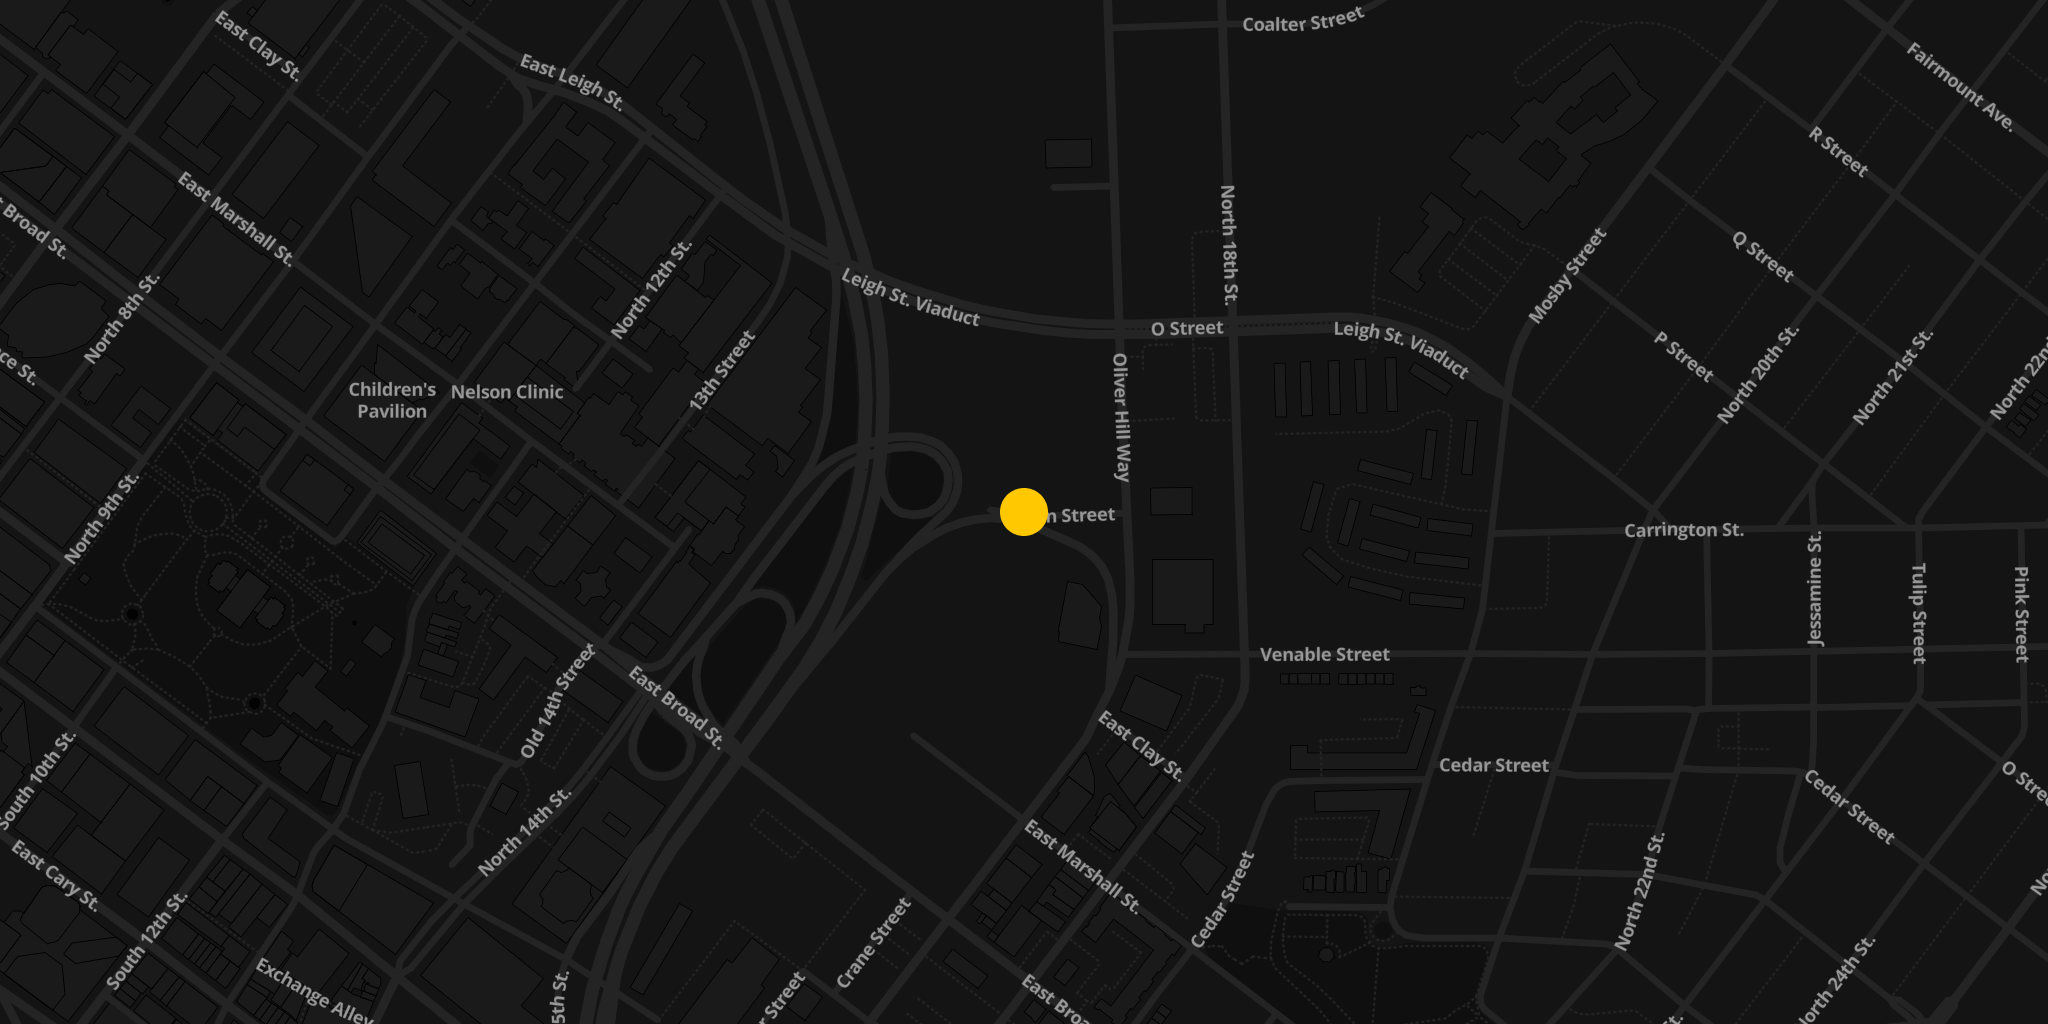 Coalter Street
East Clay St.
East Leigh St.
Fairmount Ave.
R Street
East Marshall St.
Broad St.
North 18th St.
Q Street
Mosby Street
North 12th St.
North 8th St.
Leigh St. Viaduct
O Street
Leigh St. Viaduct
P Street
North 20th St.
North 21st St.
North 22n
ce St.
13th Street
Children's
Pavilion
Nelson Clinic
Oliver Hill Way
North 9th St.
n Street
Carrington St.
Jessamine St.
Tulip Street
Pink Street
Venable Street
Old 14th Street
East Broad St.
East Clay St.
Cedar Street
South 10th St.
O Stre
Cedar Street
North 14th St.
East Marshall St.
East Cary St.
Cedar Street
North 22nd St.
Crane Street
South 12th St.
No
Exchange Alley
5th St.
r Street
East Broa
North 24th St.
St.